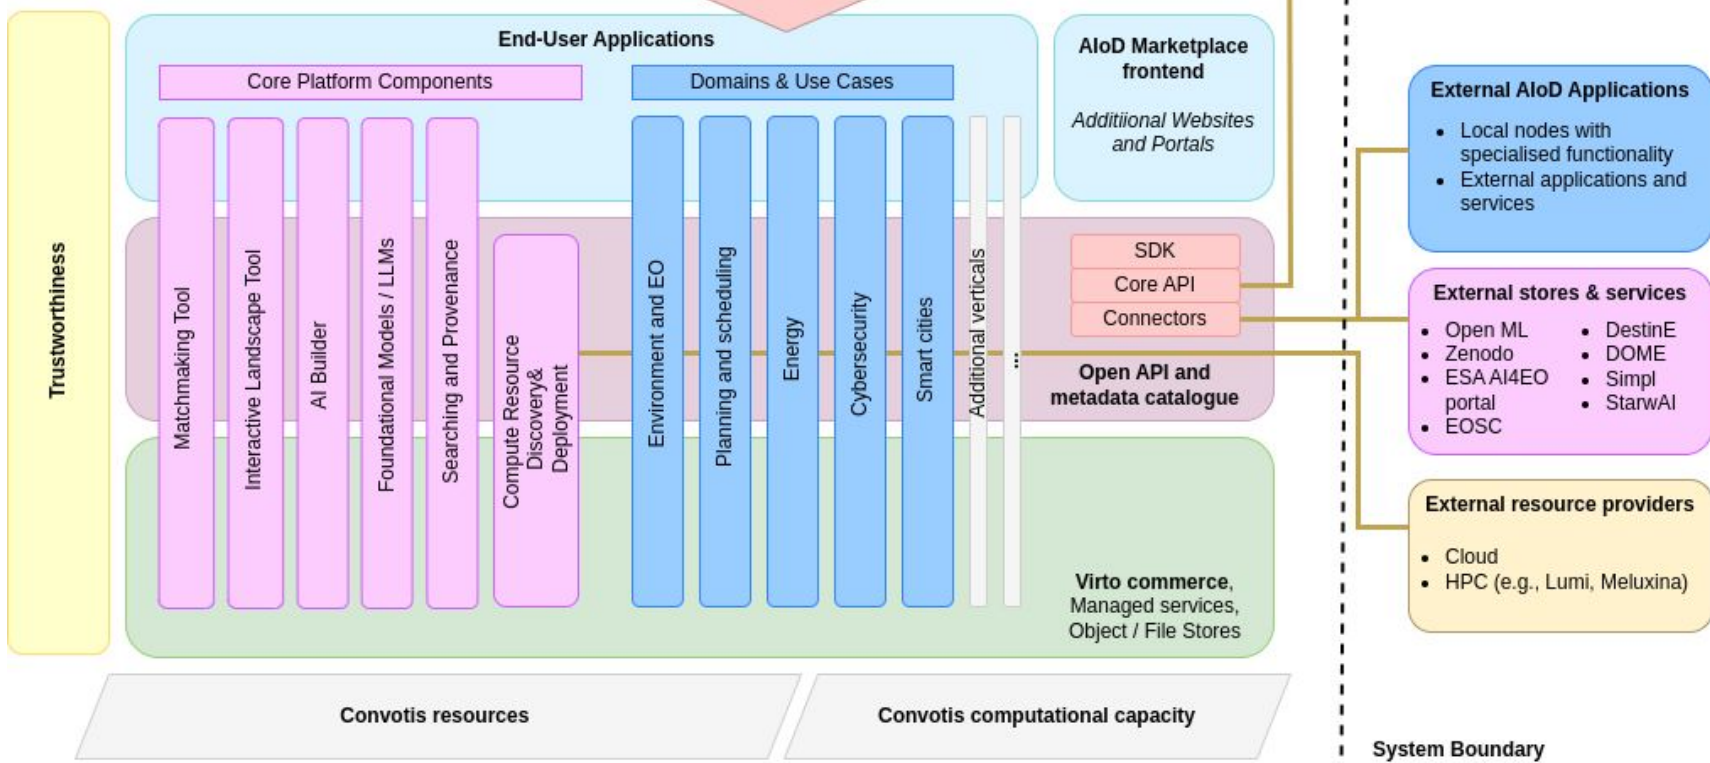 Trustworthiness
End-User Applications
Core Platform Components
Domains & Use Cases
Matchmaking Tool
Interactive Landscape Tool
AI Builder
Foundational Models / LLMs
Searching and Provenance
Compute Resource
Discovery&
Deployment
Environment and EO
Planning and scheduling
Energy
Cybersecurity
Smart cities
Additional verticals
...
AIoD Marketplace
frontend
Additiional Websites
and Portals
SDK
Core API
Connectors
Open API and
metadata catalogue
Virto commerce,
Managed services,
Object / File Stores
Convotis resources
Convotis computational capacity
External AIoD Applications
• Local nodes with
specialised functionality
• External applications and
services
External stores & services
• Open ML
• Zenodo
• ESA AI4EO
portal
• EOSC
• DestinE
• DOME
• Simpl
• StarwAI
External resource providers
• Cloud
• HPC (e.g., Lumi, Meluxina)
System Boundary